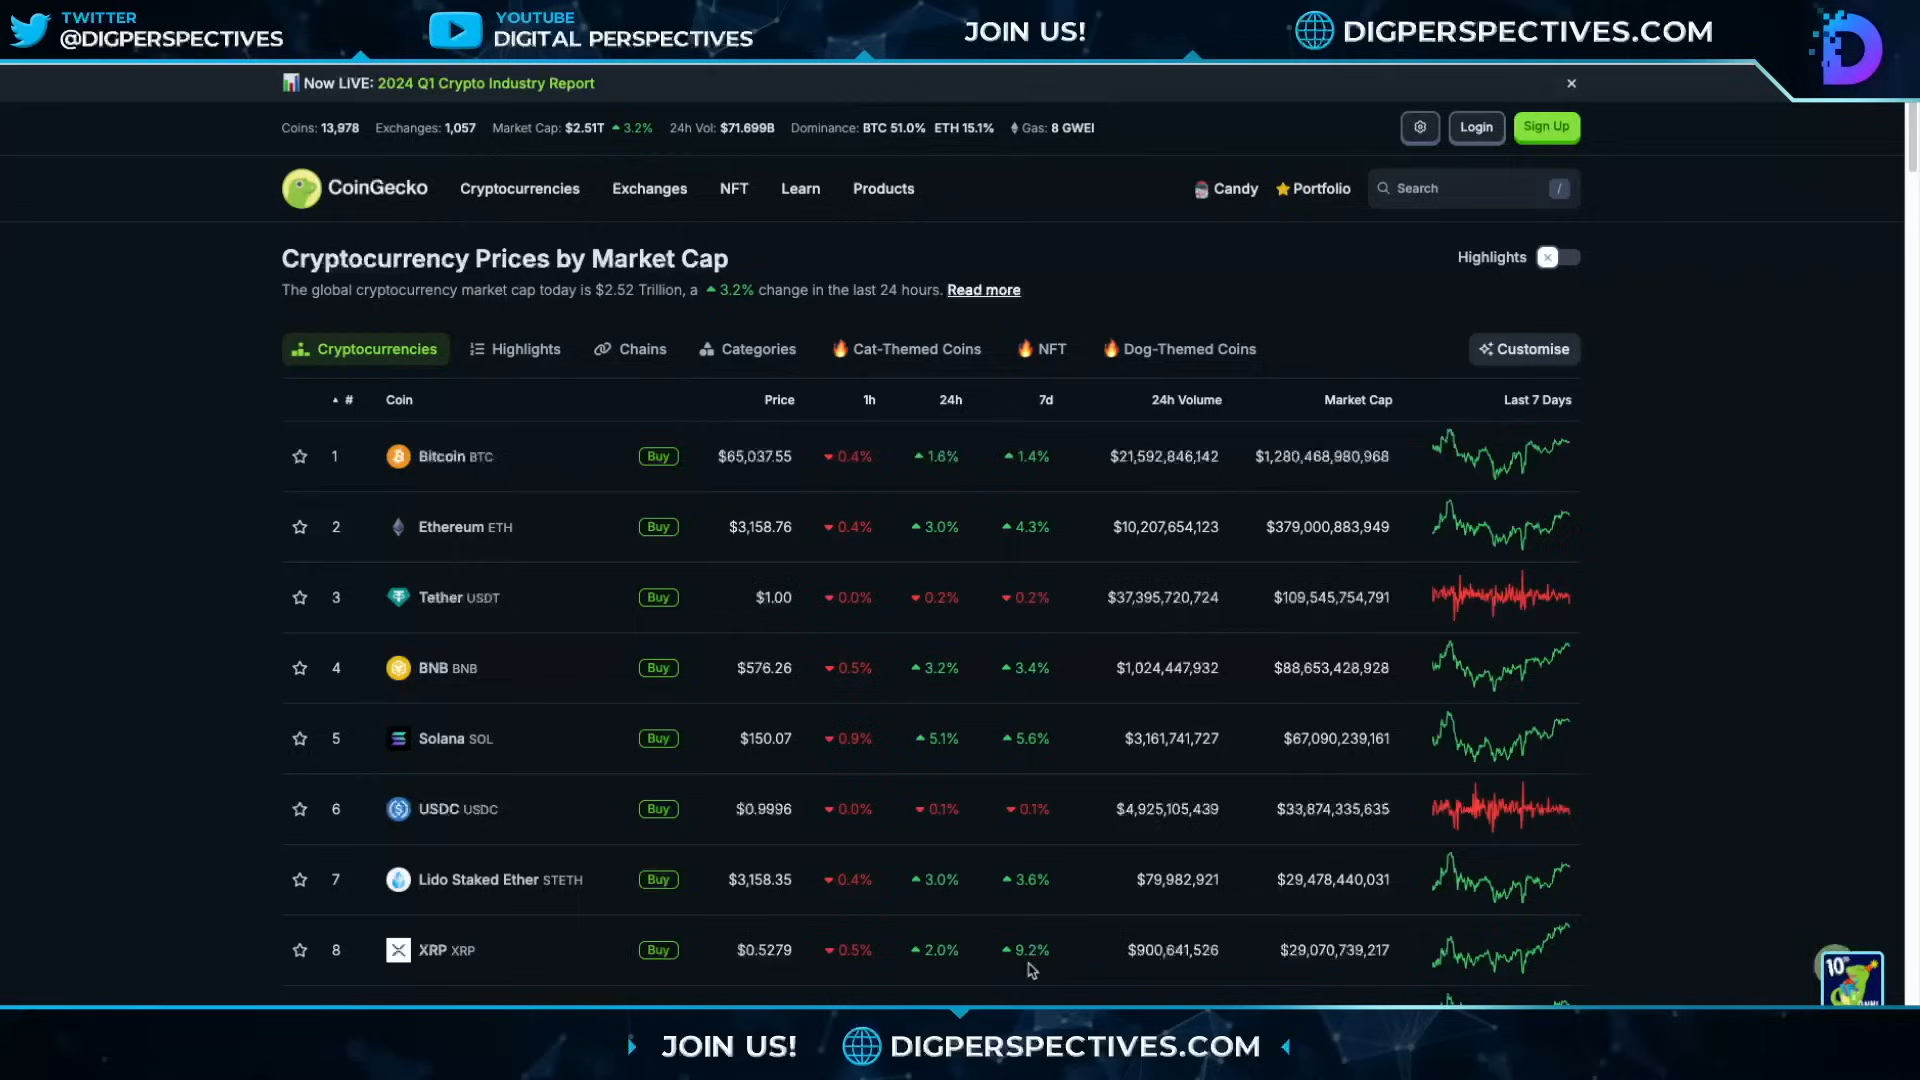 TWITTER
@DIGPERSPECTIVES
YOUTUBE
DIGITAL PERSPECTIVES
JOIN US!
DIGPERSPECTIVES.COM
Now LIVE: 2024 Q1 Crypto Industry Report
Coins: 13,978 Exchanges: 1,057 Market Cap: $2.51T 3.2% 24h Vol: $71.699B Dominance: BTC 51.0% ETH 15.1% Gas: 8 GWEI
Login Sign Up
CoinGecko Cryptocurrencies Exchanges NFT Learn Products Candy Portfolio Search /
Cryptocurrency Prices by Market Cap
Highlights
The global cryptocurrency market cap today is $2.52 Trillion, a 3.2% change in the last 24 hours. Read more
Cryptocurrencies Highlights Chains Categories Cat-Themed Coins NFT Dog-Themed Coins Customise
# Coin Price 1h 24h 7d 24h Volume Market Cap Last 7 Days
1 Bitcoin BTC Buy $65,037.55 0.4% 1.6% 1.4% $21,592,846,142 $1,280,468,980,968
2 Ethereum ETH Buy $3,158.76 0.4% 3.0% 4.3% $10,207,654,123 $379,000,883,949
3 Tether USDT Buy $1.00 0.0% 0.2% 0.2% $37,395,720,724 $109,545,754,791
4 BNB BNB Buy $576.26 0.5% 3.2% 3.4% $1,024,447,932 $88,653,428,928
5 Solana SOL Buy $150.07 0.9% 5.1% 5.6% $3,161,741,727 $67,090,239,161
6 USDC USDC Buy $0.9996 0.0% 0.1% 0.1% $4,925,105,439 $33,874,335,635
7 Lido Staked Ether STETH Buy $3,158.35 0.4% 3.0% 3.6% $79,982,921 $29,478,440,031
8 XRP XRP Buy $0.5279 0.5% 2.0% 9.2% $900,641,526 $29,070,739,217
JOIN US! DIGPERSPECTIVES.COM